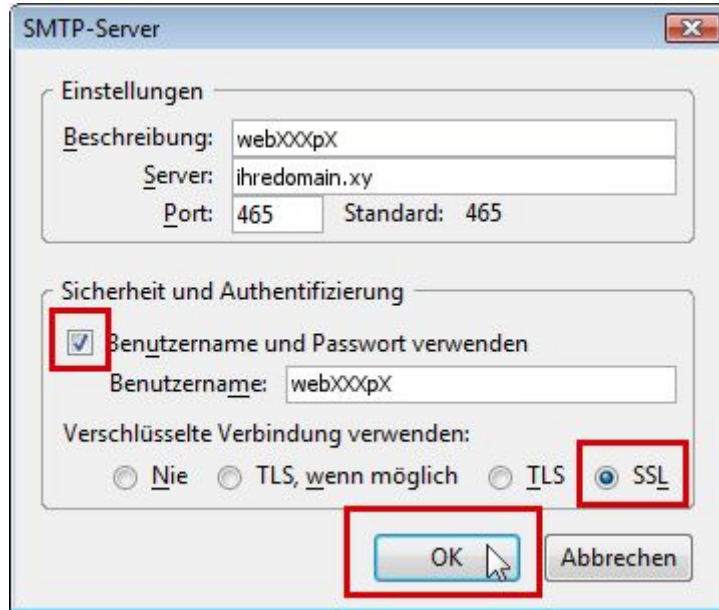 SMTP-Server
Einstellungen
Beschreibung: webXXXpX
Server: ihredomain.xy
Port: 465 Standard: 465
Sicherheit und Authentifizierung
Benutzername und Passwort verwenden
Benutzername: webXXXpX
Verschlüsselte Verbindung verwenden:
Nie TLS, wenn möglich TLS SSL
OK Abbrechen